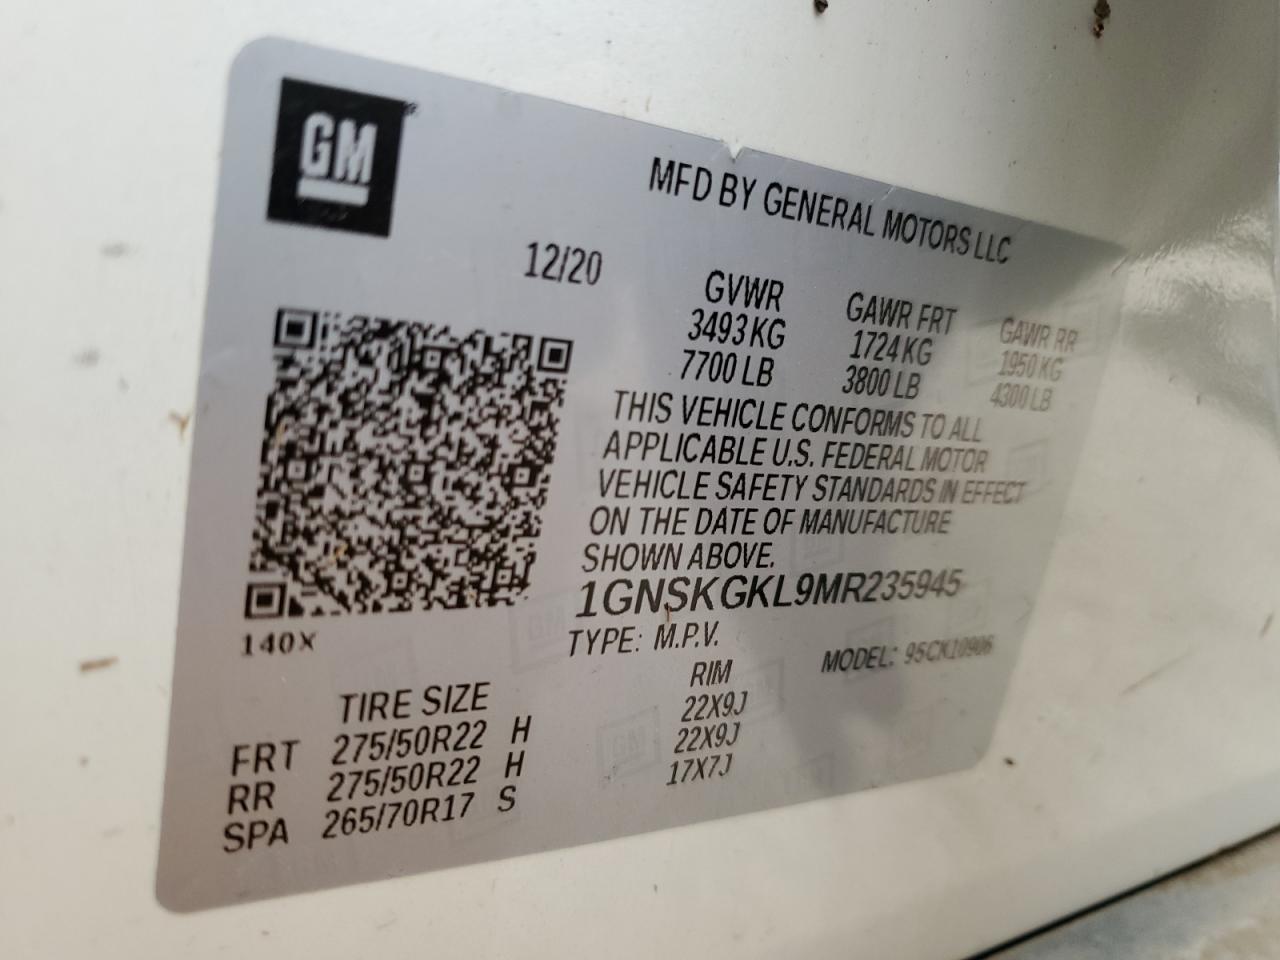 GM
MFD BY GENERAL MOTORS LLC
12/20
GVWR GAWR FRT GAWR RR
3493 KG 1724 KG 1950 KG
7700 LB 3800 LB 4300 LB
THIS VEHICLE CONFORMS TO ALL
APPLICABLE U.S. FEDERAL MOTOR
VEHICLE SAFETY STANDARDS IN EFFECT
ON THE DATE OF MANUFACTURE
SHOWN ABOVE.
1GNSKGKL9MR235945
140X
TYPE: M.P.V. MODEL: 95CK10906
TIRE SIZE RIM
FRT 275/50R22 H 22X9J
RR 275/50R22 H 22X9J
SPA 265/70R17 S 17X7J